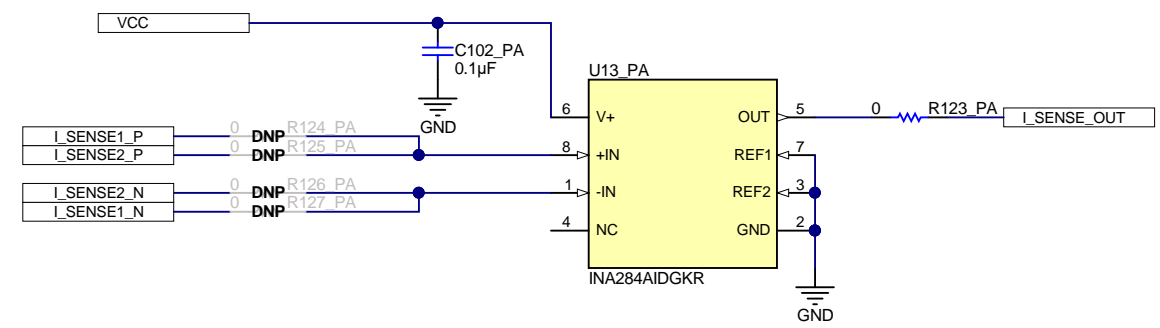 VCC
C102_PA
0.1µF
GND
U13_PA
6 V+ OUT 5 0 R123_PA I_SENSE_OUT
I_SENSE1_P 0 DNP R124_PA
I_SENSE2_P 0 DNP R125_PA 8 +IN REF1 7
I_SENSE2_N 0 DNP R126_PA 1 -IN REF2 3
I_SENSE1_N 0 DNP R127_PA
4 NC GND 2
INA284AIDGKR
GND